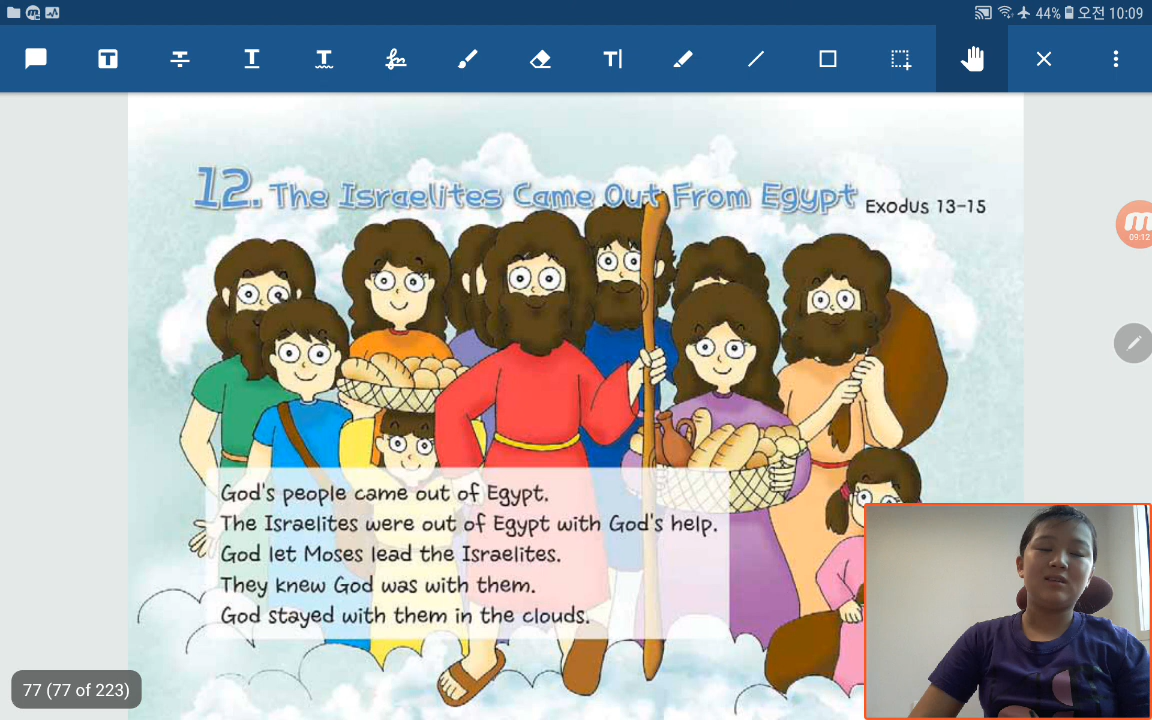 44% 오전 10:09
12. The Israelites Came Out From Egypt Exodus 13-15
09:12
God's people came out of Egypt.
The Israelites were out of Egypt with God's help.
God let Moses lead the Israelites.
They knew God was with them.
God stayed with them in the clouds.
77 (77 of 223)